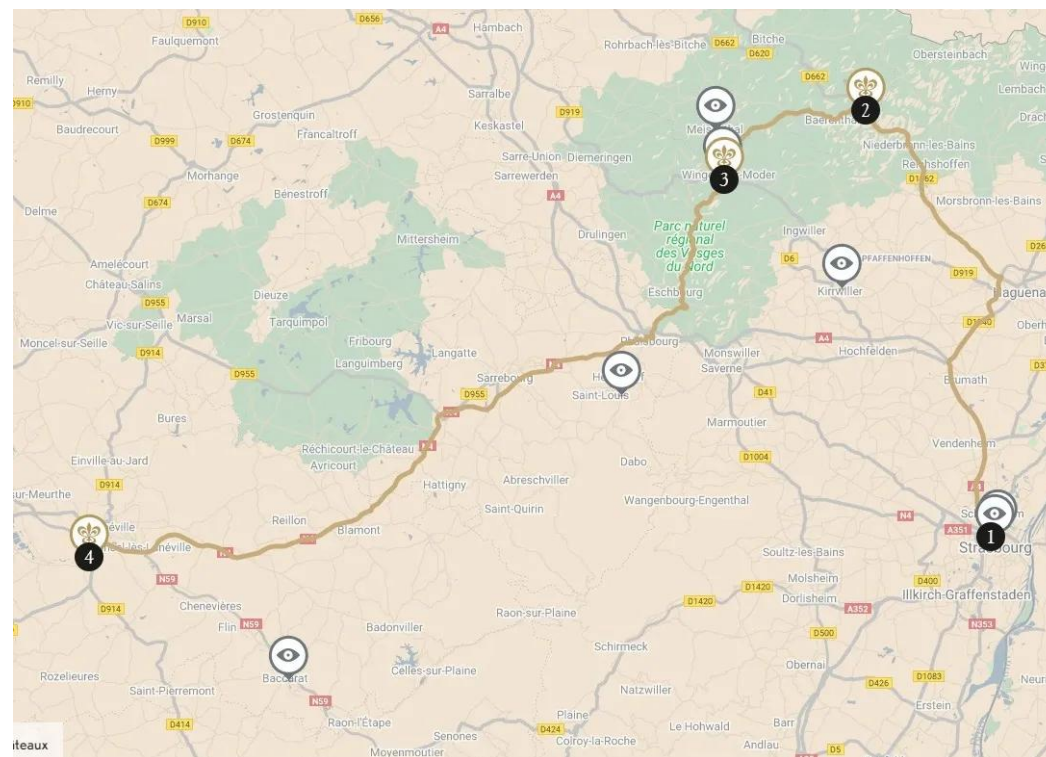 D910
D656
Faulquemont
A4
Hambach
Rohrbach-lès-Bitche
D662
Bitche
D620
Obersteinbach
Remilly
Herny
D910
Grostenquin
Sarralbe
D662
Lembach
Baudrecourt
D999
D674
Francaltroff
Keskastel
D919
Niederbronn-les-Bains
Morhange
Sarre-Union
Diemeringen
Reichshoffen
Sarrewerden
3
2
Bénestroff
A4
Morsbronn-les-Bains
Delme
D674
Mittersheim
Drulingen
Parc naturel
régional
des Vosges
du Nord
Ingwiller
D6
PFAFFENHOFFEN
D26
Amelécourt
Château-Salins
Dieuze
Eschbourg
Kirrwiller
D919
D955
Vic-sur-Seille
Marsal
Tarquimpol
Moncel-sur-Seille
D914
Fribourg
Languimberg
Langatte
Monswiller
Saverne
A4
Hochfelden
D955
Sarrebourg
D955
Saint-Louis
D41
Brumath
Bures
Marmoutier
Réchicourt-le-Château
Avricourt
Vendenheim
Einville-au-Jard
D914
Dabo
D1004
Hattigny
Abreschviller
Wangenbourg-Engenthal
Saint-Quirin
N4
A351
1
Reillon
Blamont
Strasbourg
4
Soultz-les-Bains
N59
Molsheim
D400
D914
Chenevières
Raon-sur-Plaine
D1420
D1420
Dorlisheim
A352
Illkirch-Graffenstaden
Flin
N59
Badonviller
D500
N353
Schirmeck
Rozelieures
Baccarat
Celles-sur-Plaine
Obernai
D1083
D426
Saint-Pierremont
N59
Natzwiller
Erstein
D414
Raon-l'Étape
Plaine
Le Hohwald
Barr
Senones
D424
Colroy-la-Roche
Andlau
D5
Moyenmoutier